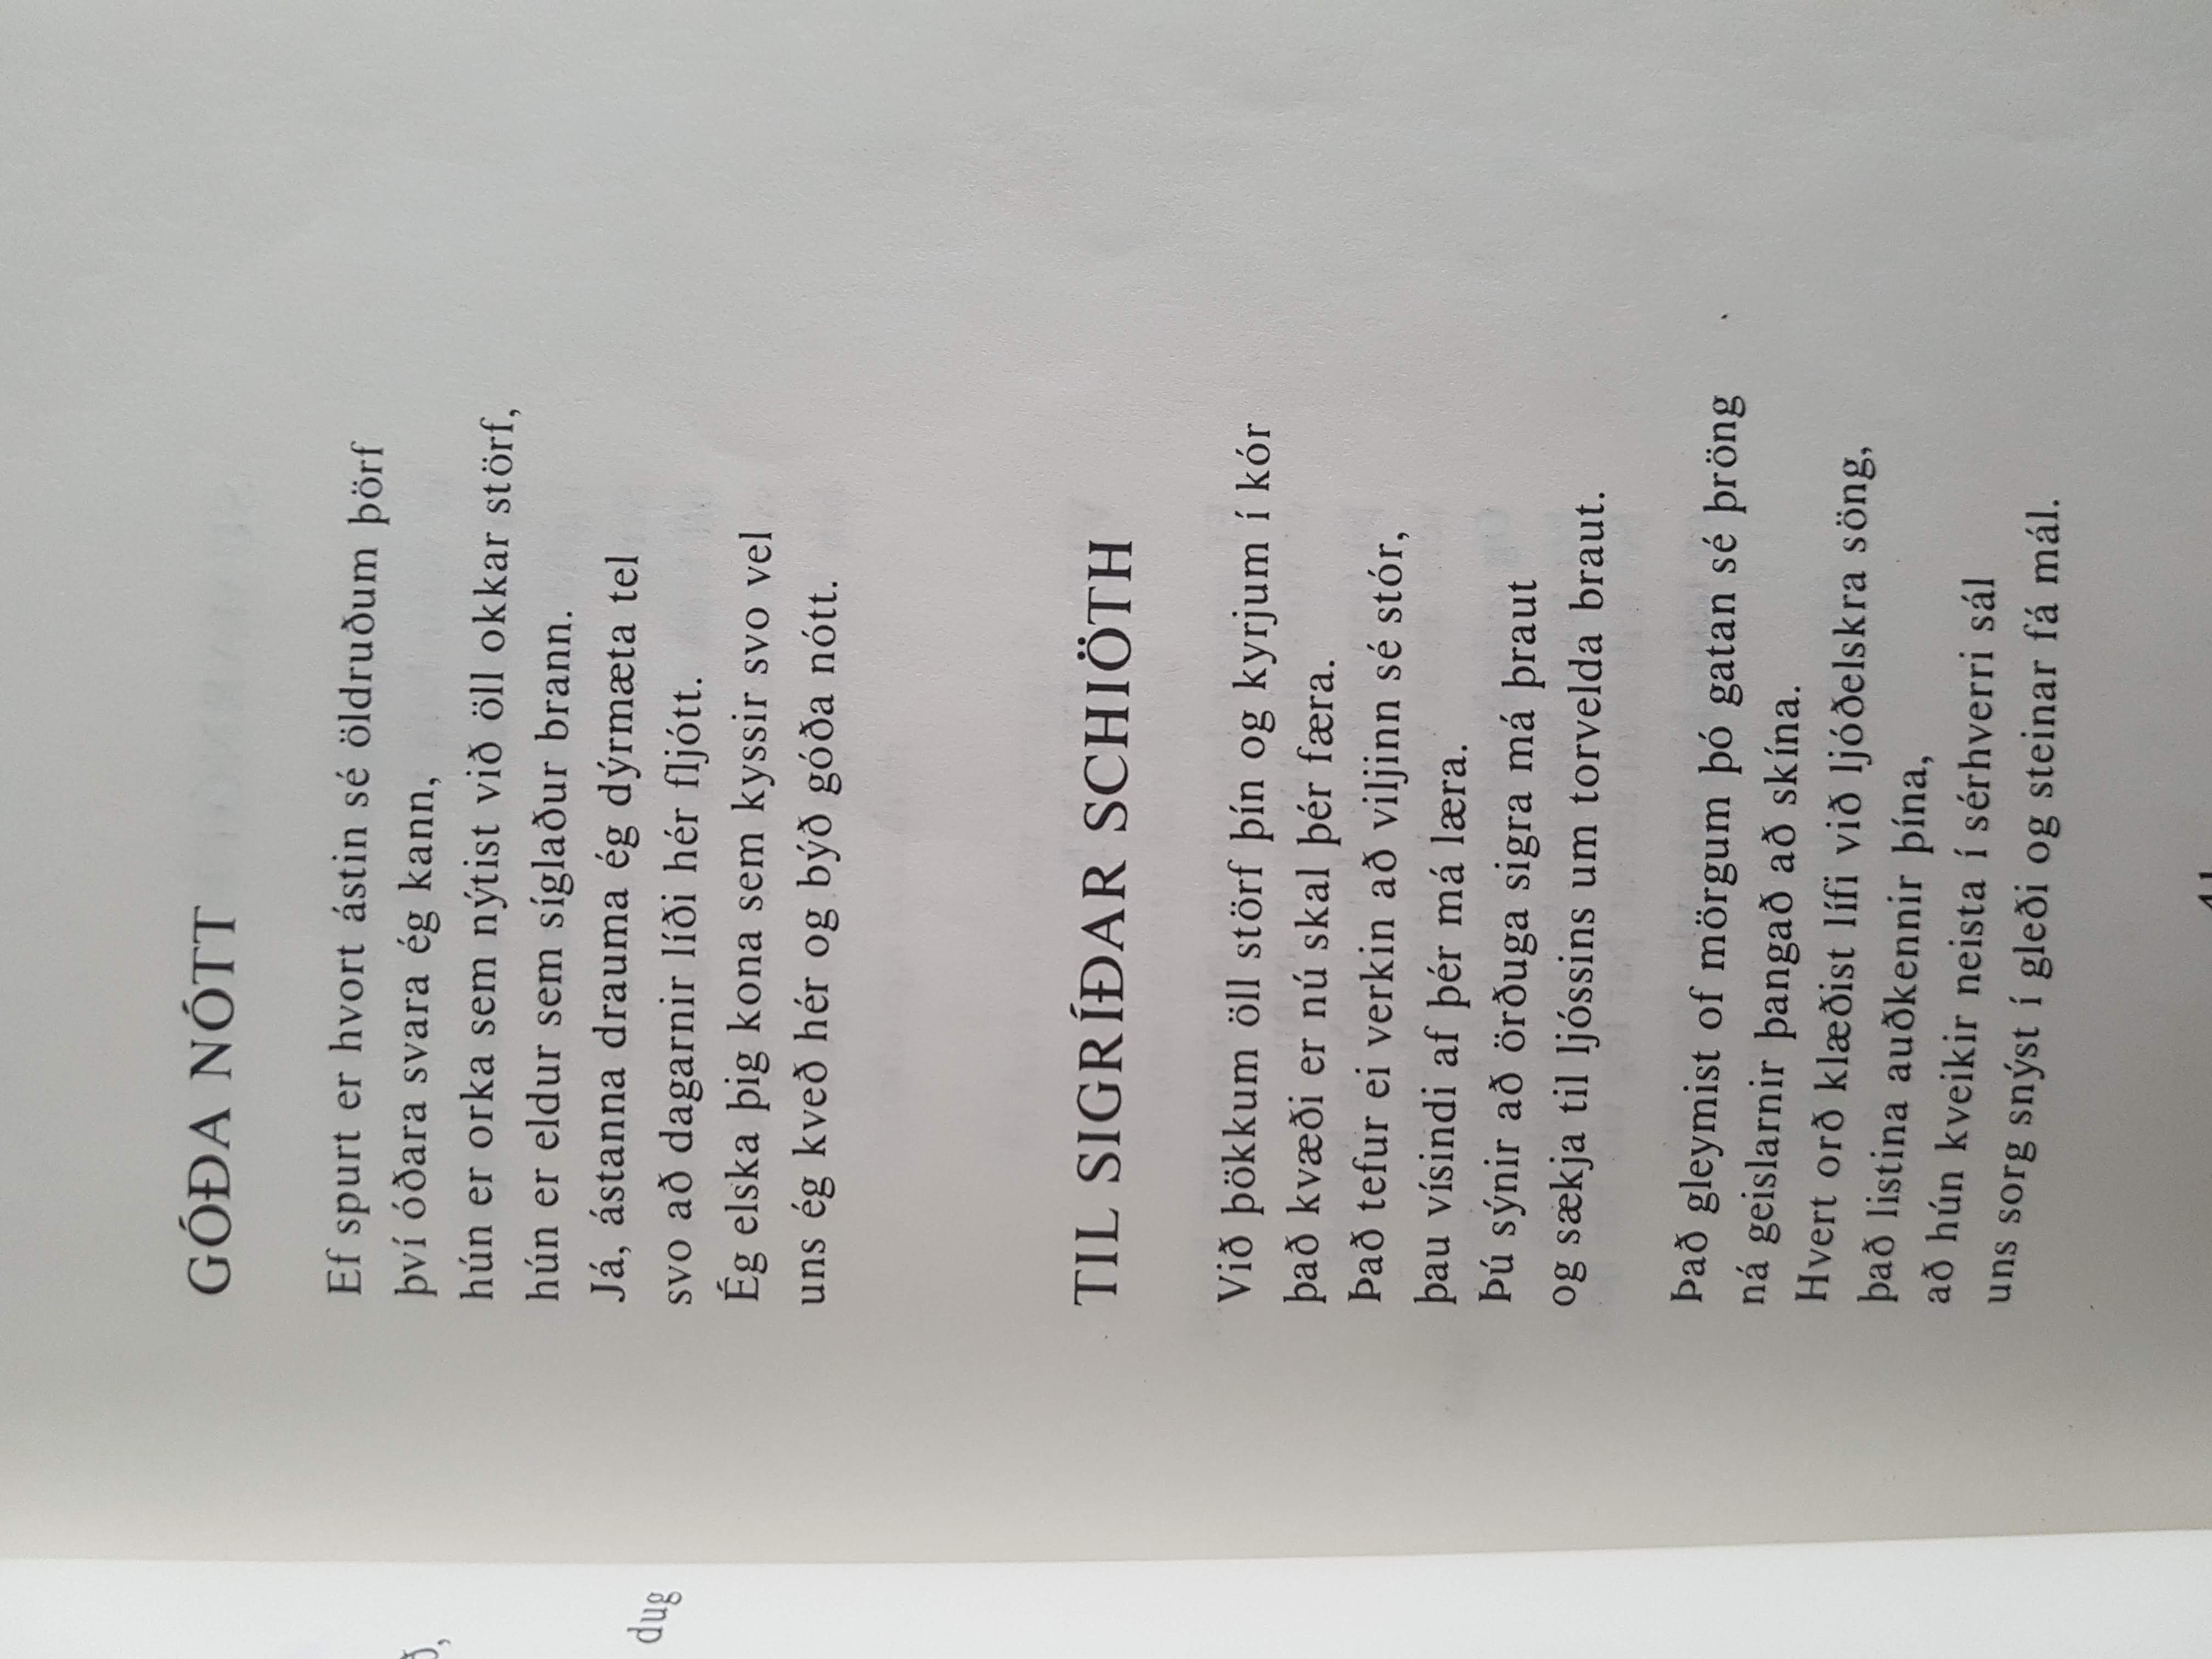 GÓÐA NÓTT
Ef spurt er hvort ástin sé öldruðum þörf
því óðara svara ég kann,
hún er orka sem nýtist við öll okkar störf,
hún er eldur sem síglaður brann.
Já, ástanna drauma ég dýrmæta tel
svo að dagarnir líði hér fljótt.
Ég elska þig kona sem kyssir svo vel
uns ég kveð hér og býð góða nótt.
TIL SIGRÍÐAR SCHIÖTH
Við þökkum öll störf þín og kyrjum í kór
það kvæði er nú skal þér færa.
Það tefur ei verkin að viljinn sé stór,
þau vísindi af þér má læra.
Þú sýnir að örðuga sigra má þraut
og sækja til ljóssins um torvelda braut.
Það gleymist of mörgum þó gatan sé þröng
ná geislarnir þangað að skína.
Hvert orð klæðist lífi við ljóðelskra söng,
það listina auðkennir þína,
að hún kveikir neista í sérhverri sál
uns sorg snýst í gleði og steinar fá mál.
dug